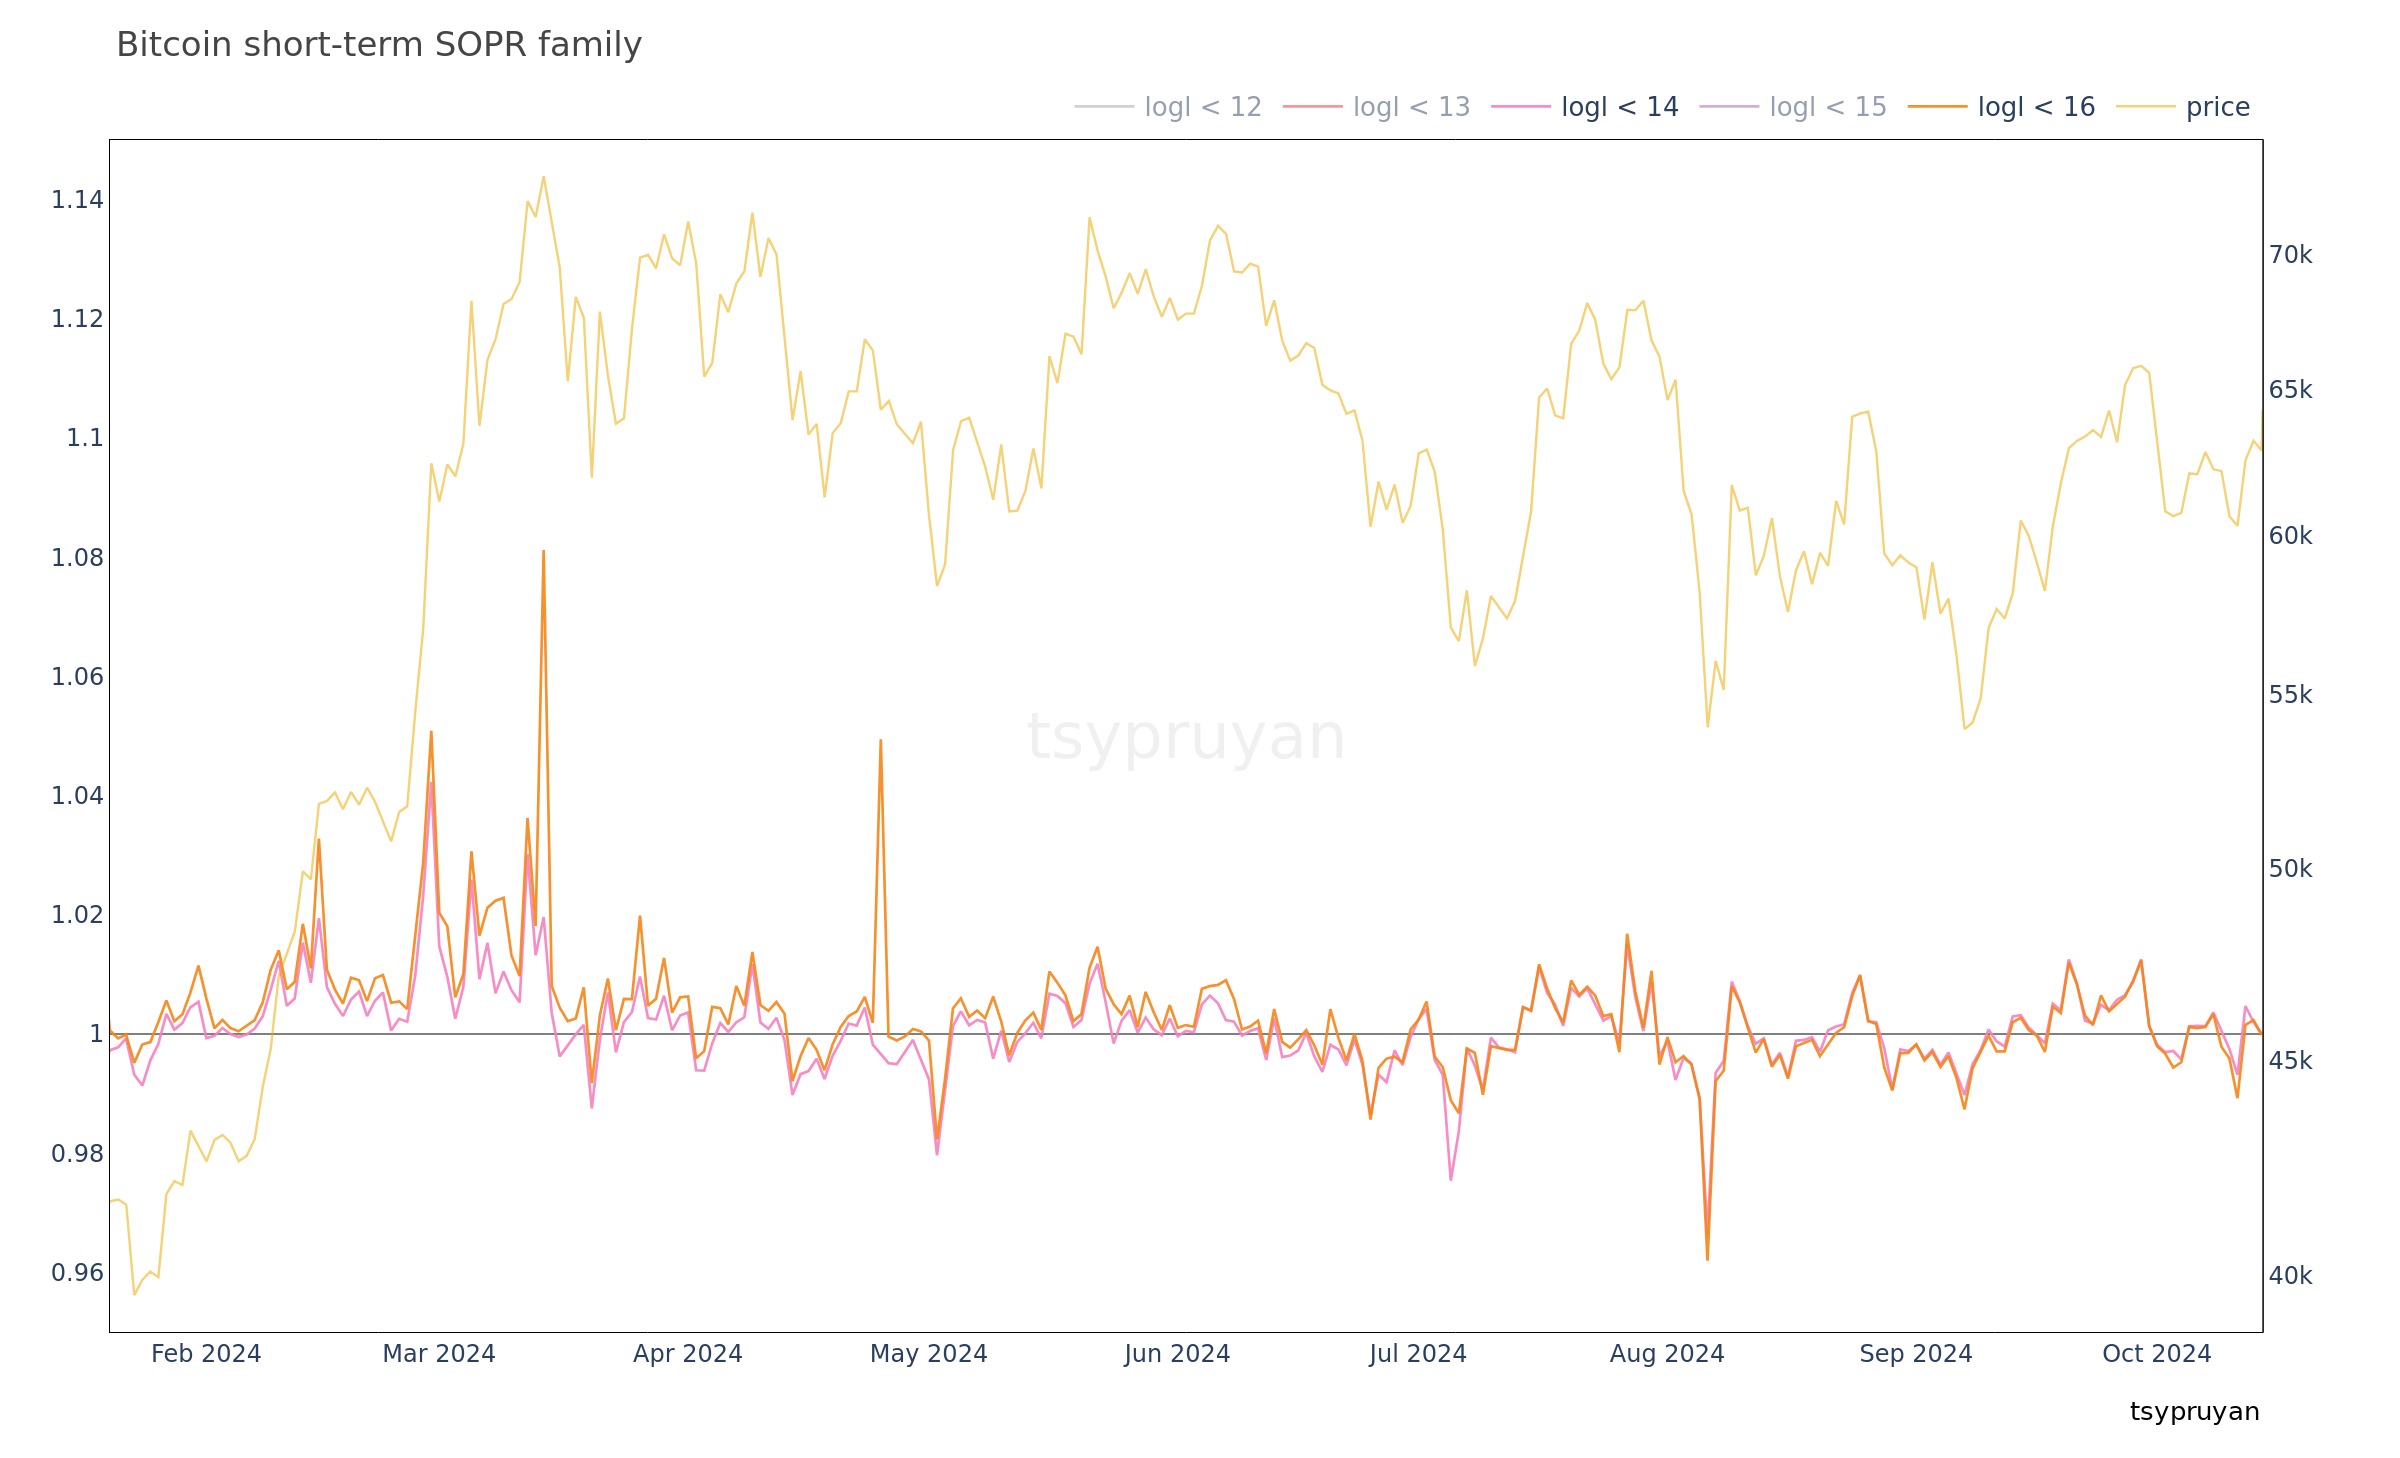 Bitcoin short-term SOPR family
logl < 12 logl < 13 logl < 14 logl < 15 logl < 16 price
1.14
1.12
1.1
1.08
1.06
1.04
1.02
1
0.98
0.96
70k
65k
60k
55k
50k
45k
40k
tsypruyan
Feb 2024 Mar 2024 Apr 2024 May 2024 Jun 2024 Jul 2024 Aug 2024 Sep 2024 Oct 2024
tsypruyan